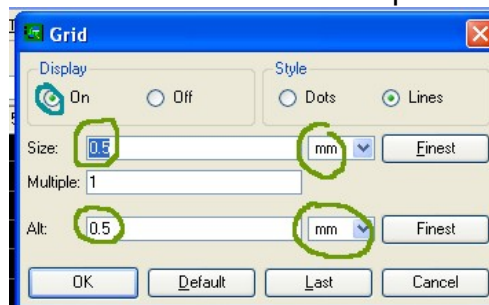 Grid
Display
Style
On Off Dots Lines
Size: 0.5 mm Finest
Multiple: 1
Alt: 0.5 mm Finest
OK Default Last Cancel